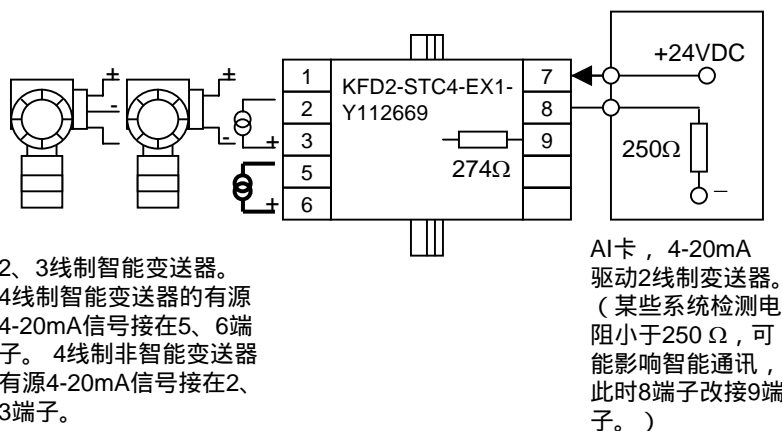 +24VDC
+
-
+
-
+
+
1
2
3
5
6
KFD2-STC4-EX1-
Y112669
274Ω
7
8
9
250Ω
−
2、3线制智能变送器。
4线制智能变送器的有源
4-20mA信号接在5、6端
子。 4线制非智能变送器
有源4-20mA信号接在2、
3端子。
AI卡， 4-20mA
驱动2线制变送器。
（某些系统检测电
阻小于250 Ω，可
能影响智能通讯，
此时8端子改接9端
子。）